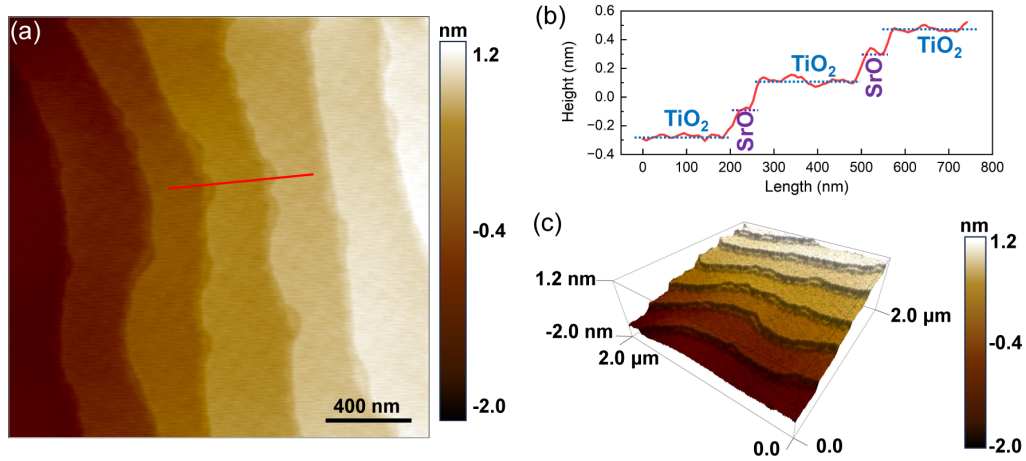 (a)
nm
1.2
-0.4
-2.0
400 nm
(b)
Height (nm)
0.6
0.4
0.2
0.0
-0.2
-0.4
TiO₂
SrO
TiO₂
SrO
TiO₂
0 100 200 300 400 500 600 700 800
Length (nm)
(c)
1.2 nm
-2.0 nm
2.0 µm
2.0 µm
0.0
0.0
nm
1.2
-0.4
-2.0